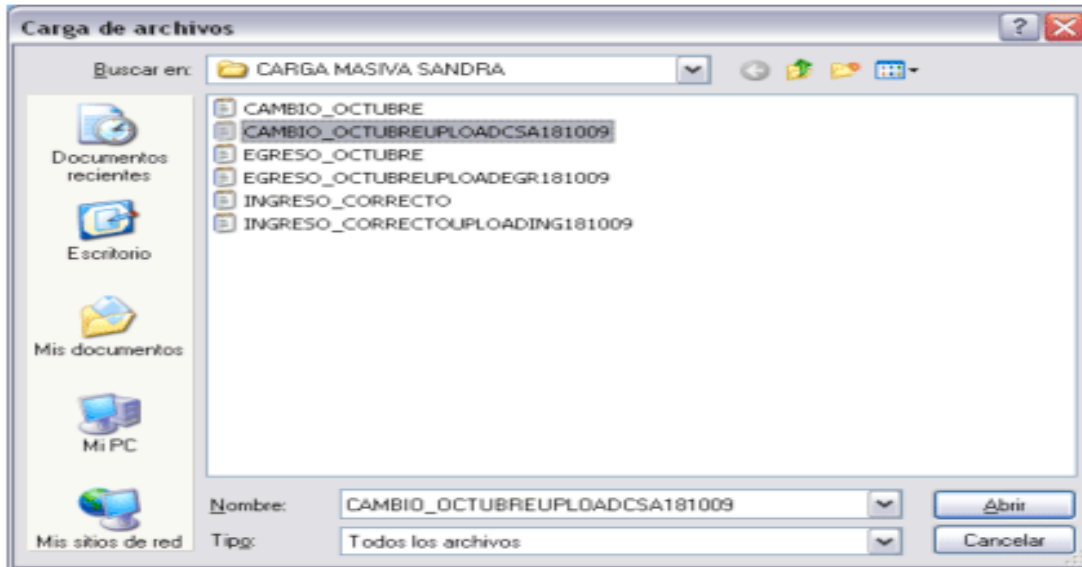 Carga de archivos
Buscar en: CARGA MASIVA SANDRA
Documentos
recientes
Escritorio
Mis documentos
Mi PC
Mis sitios de red
CAMBIO_OCTUBRE
CAMBIO_OCTUBREUPLOADCSA181009
EGRESO_OCTUBRE
EGRESO_OCTUBREUPLOADEGR181009
INGRESO_CORRECTO
INGRESO_CORRECTOUPLOADING181009
Nombre: CAMBIO_OCTUBREUPLOADCSA181009 Abrir
Tipo: Todos los archivos Cancelar